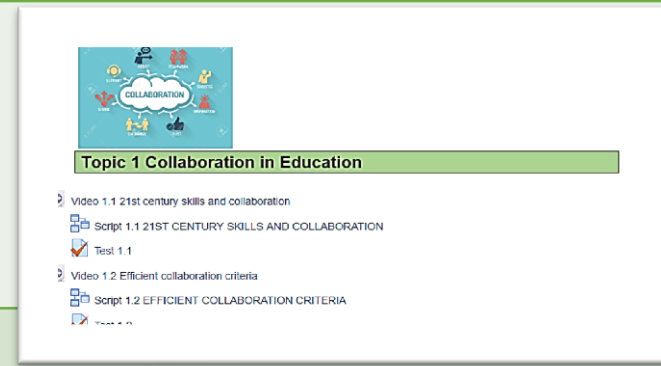 COLLABORATION
Topic 1 Collaboration in Education
Video 1.1 21st century skills and collaboration
Script 1.1 21ST CENTURY SKILLS AND COLLABORATION
Test 1.1
Video 1.2 Efficient collaboration criteria
Script 1.2 EFFICIENT COLLABORATION CRITERIA